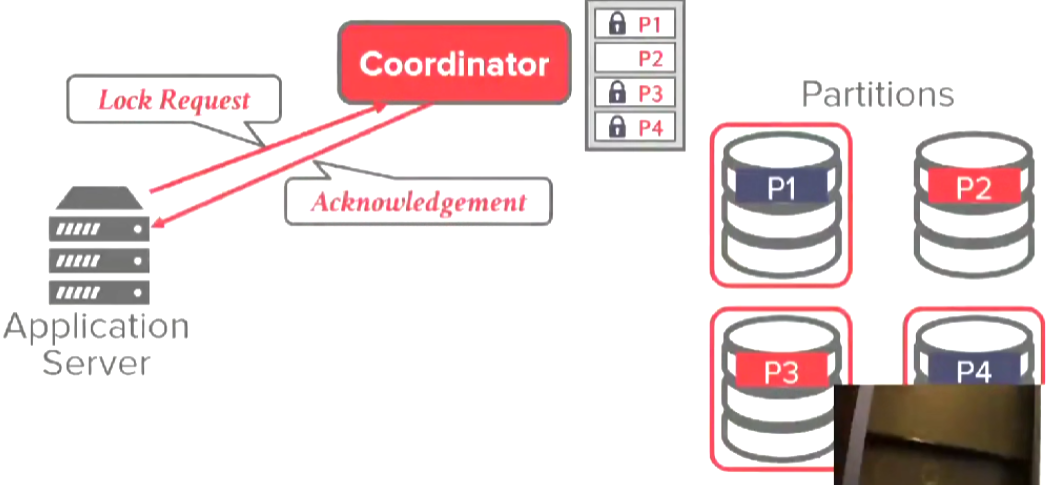 Coordinator
P1
P2
P3
P4
Lock Request
Acknowledgement
Application
Server
Partitions
P1
P2
P3
P4